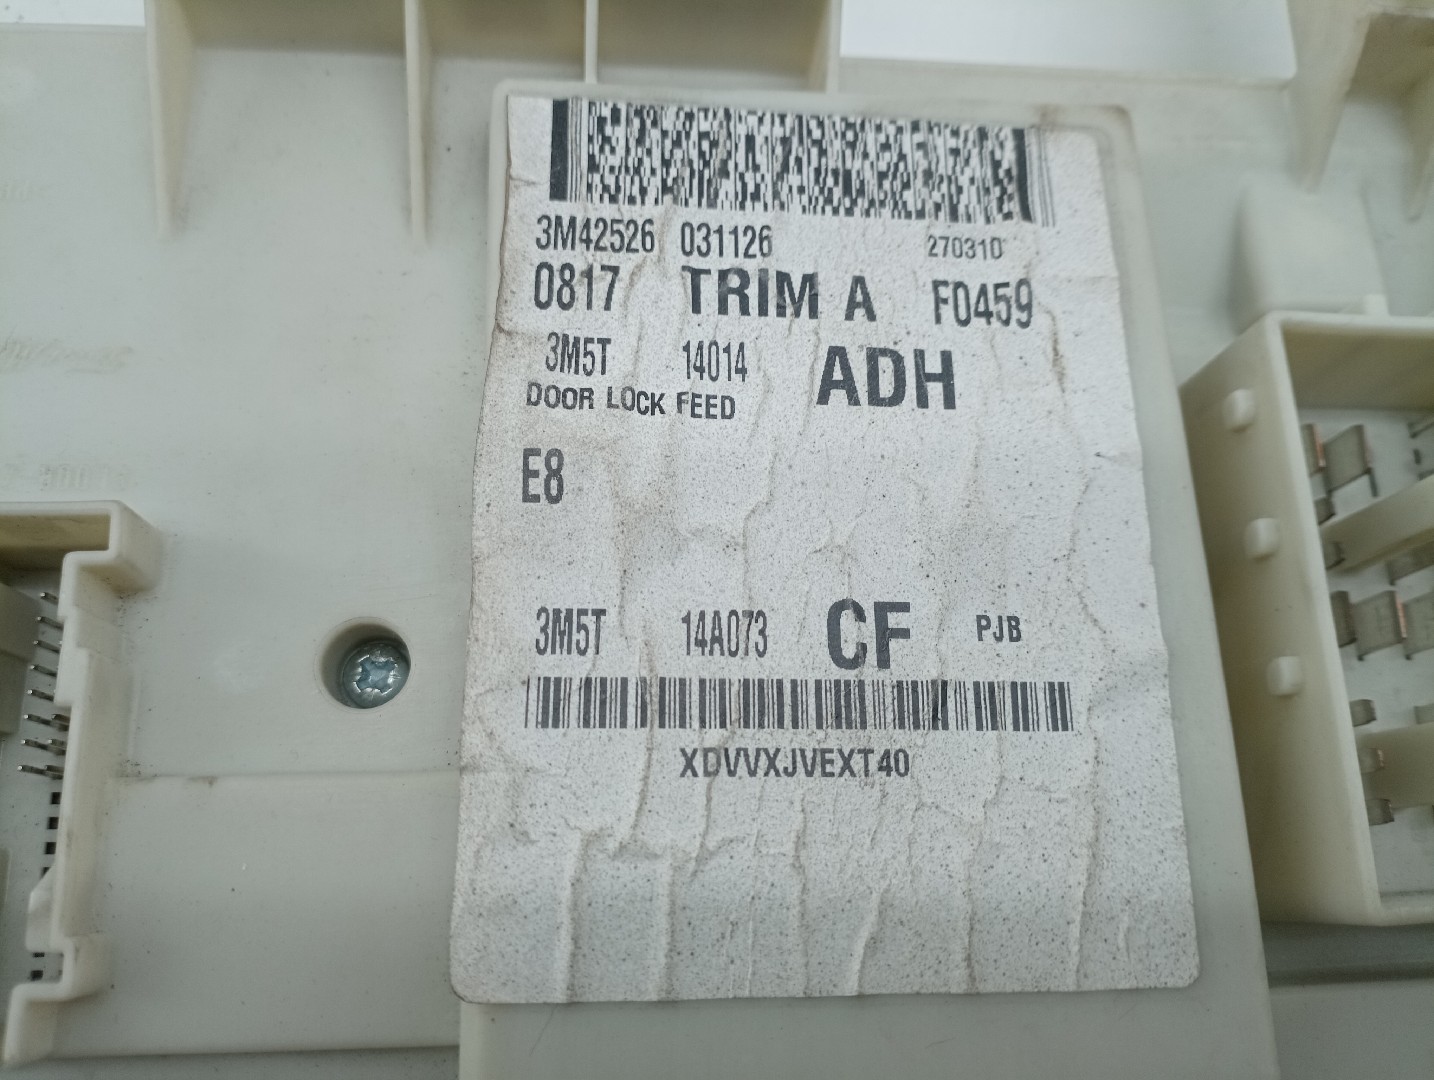 3M42526 031126 270310
0817 TRIM A F0459
3M5T 14014 ADH
DOOR LOCK FEED
E8
3M5T 14A073 CF PJB
XDVVXJVEXT40